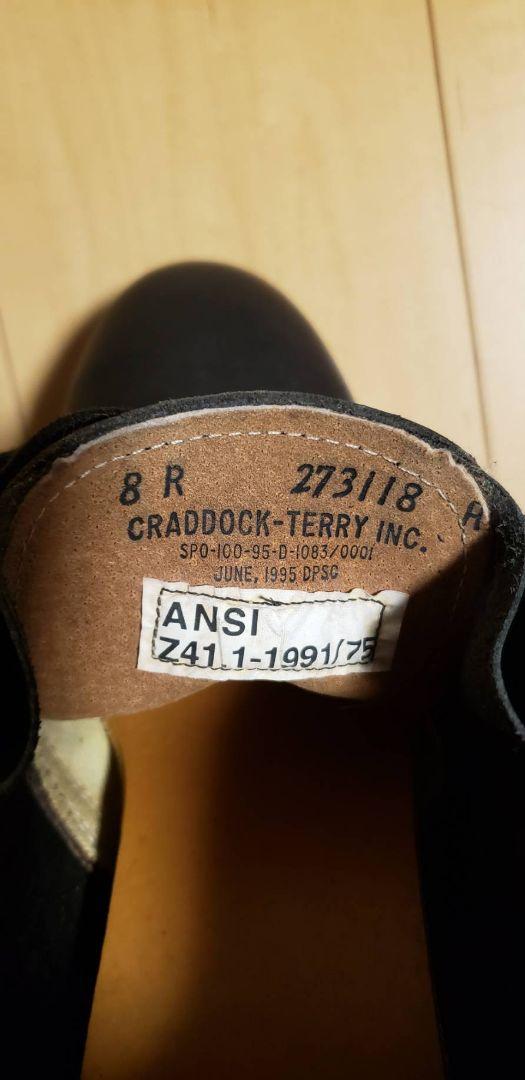 8 R 273118 A
CRADDOCK-TERRY INC.
SPO-100-95-D-1083/0001
JUNE, 1995 DPSC
ANSI
Z41.1-1991/75